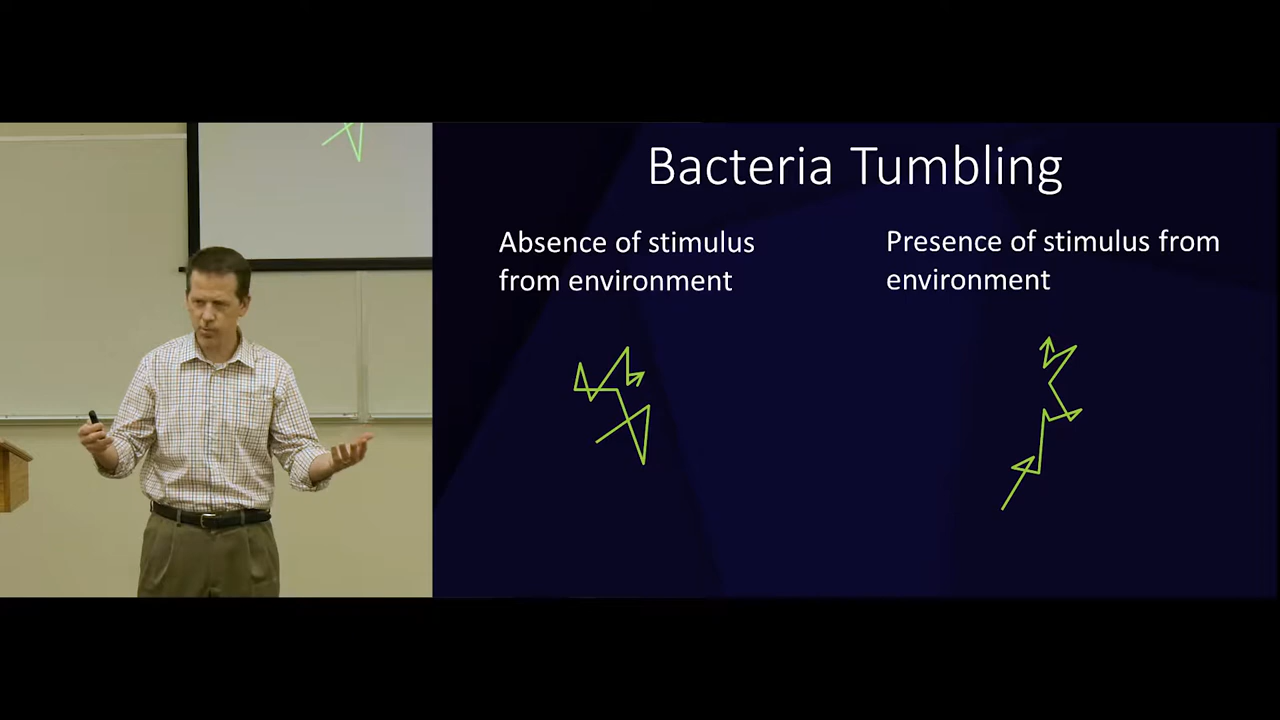 Bacteria Tumbling
Absence of stimulus
from environment
Presence of stimulus from
environment